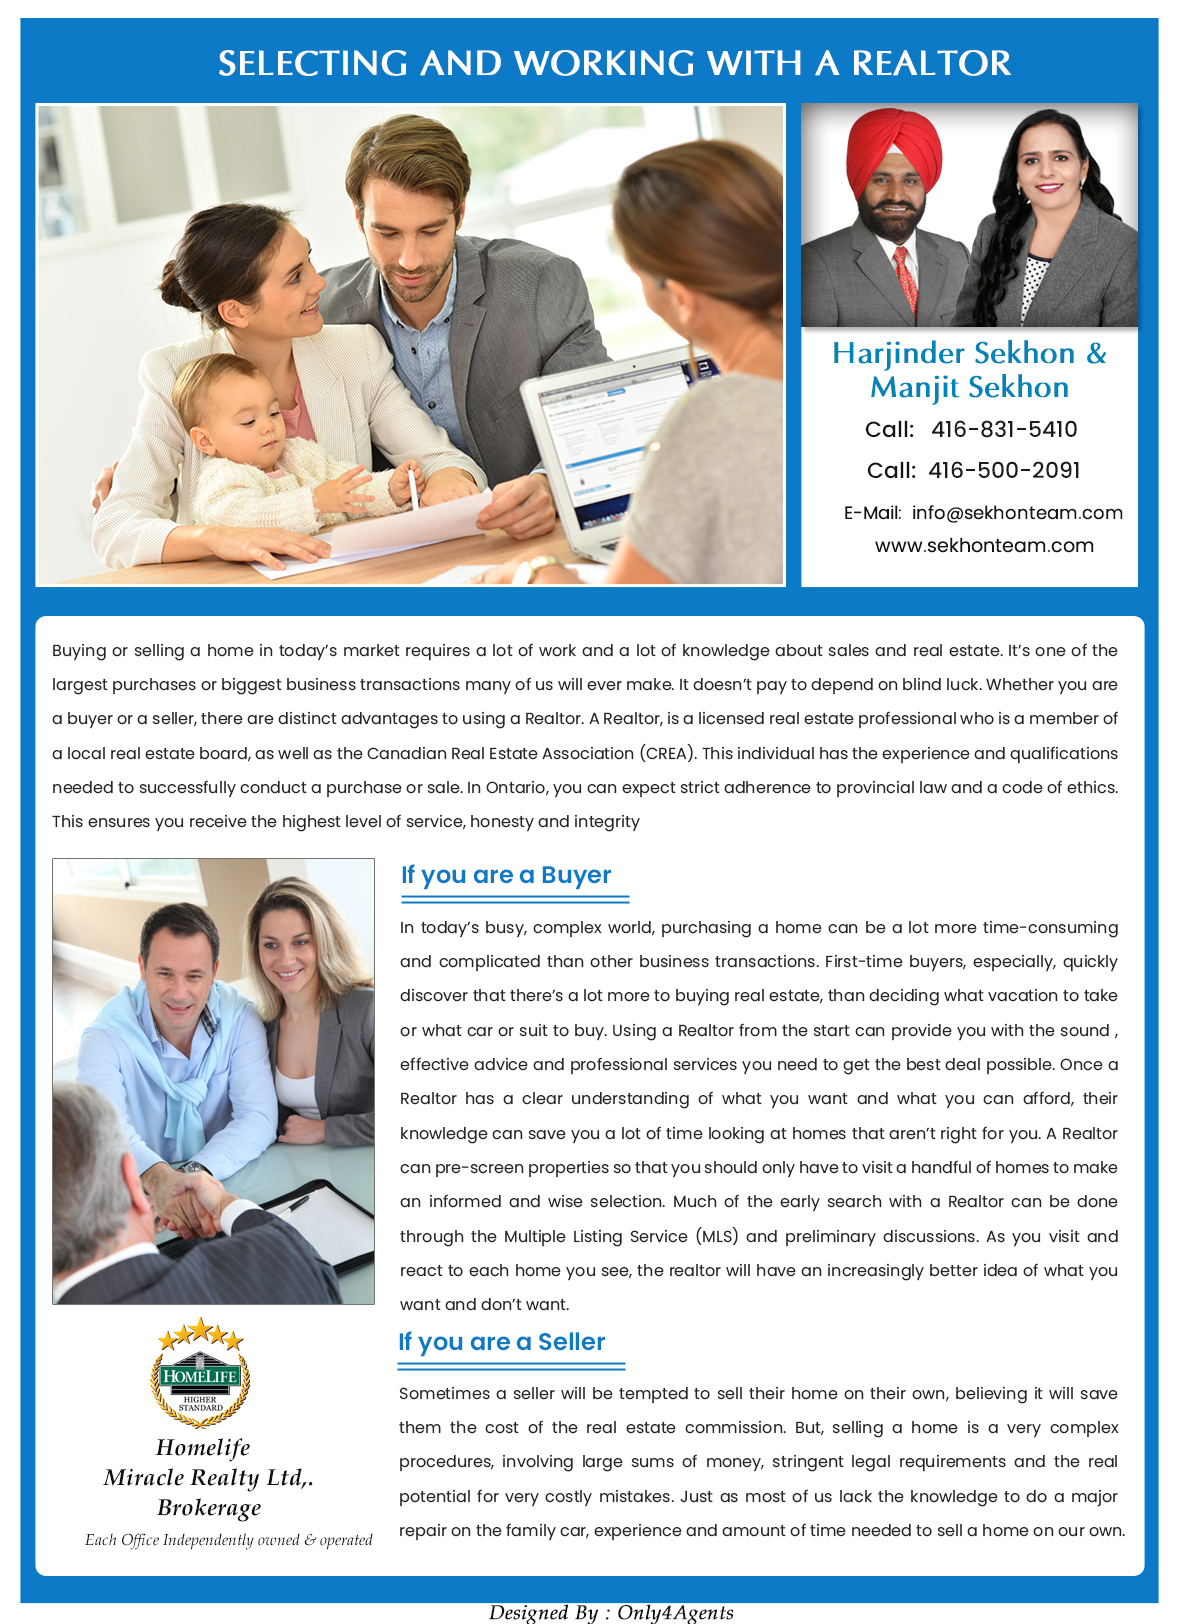 SELECTING AND WORKING WITH A REALTOR
Harjinder Sekhon &
Manjit Sekhon
Call: 416-831-5410
Call: 416-500-2091
E-Mail: info@sekhonteam.com
www.sekhonteam.com
Buying or selling a home in today’s market requires a lot of work and a lot of knowledge about sales and real estate. It’s one of the
largest purchases or biggest business transactions many of us will ever make. It doesn’t pay to depend on blind luck. Whether you are
a buyer or a seller, there are distinct advantages to using a Realtor. A Realtor, is a licensed real estate professional who is a member of
a local real estate board, as well as the Canadian Real Estate Association (CREA). This individual has the experience and qualifications
needed to successfully conduct a purchase or sale. In Ontario, you can expect strict adherence to provincial law and a code of ethics.
This ensures you receive the highest level of service, honesty and integrity
If you are a Buyer
In today’s busy, complex world, purchasing a home can be a lot more time-consuming
and complicated than other business transactions. First-time buyers, especially, quickly
discover that there’s a lot more to buying real estate, than deciding what vacation to take
or what car or suit to buy. Using a Realtor from the start can provide you with the sound ,
effective advice and professional services you need to get the best deal possible. Once a
Realtor has a clear understanding of what you want and what you can afford, their
knowledge can save you a lot of time looking at homes that aren’t right for you. A Realtor
can pre-screen properties so that you should only have to visit a handful of homes to make
an informed and wise selection. Much of the early search with a Realtor can be done
through the Multiple Listing Service (MLS) and preliminary discussions. As you visit and
react to each home you see, the realtor will have an increasingly better idea of what you
want and don’t want.
If you are a Seller
Sometimes a seller will be tempted to sell their home on their own, believing it will save
them the cost of the real estate commission. But, selling a home is a very complex
procedures, involving large sums of money, stringent legal requirements and the real
potential for very costly mistakes. Just as most of us lack the knowledge to do a major
repair on the family car, experience and amount of time needed to sell a home on our own.
HOMELIFE
HIGHER
STANDARD
Homelife
Miracle Realty Ltd,.
Brokerage
Each Office Independently owned & operated
Designed By : Only4Agents